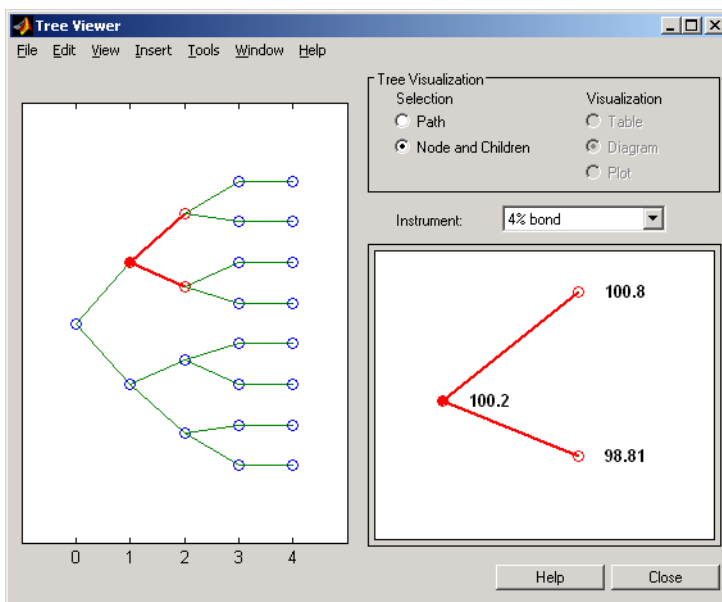 Tree Viewer
File Edit View Insert Tools Window Help
Tree Visualization
Selection
Visualization
Path
Table
Node and Children
Diagram
Plot
Instrument:
4% bond
100.8
100.2
98.81
0 1 2 3 4
Help
Close